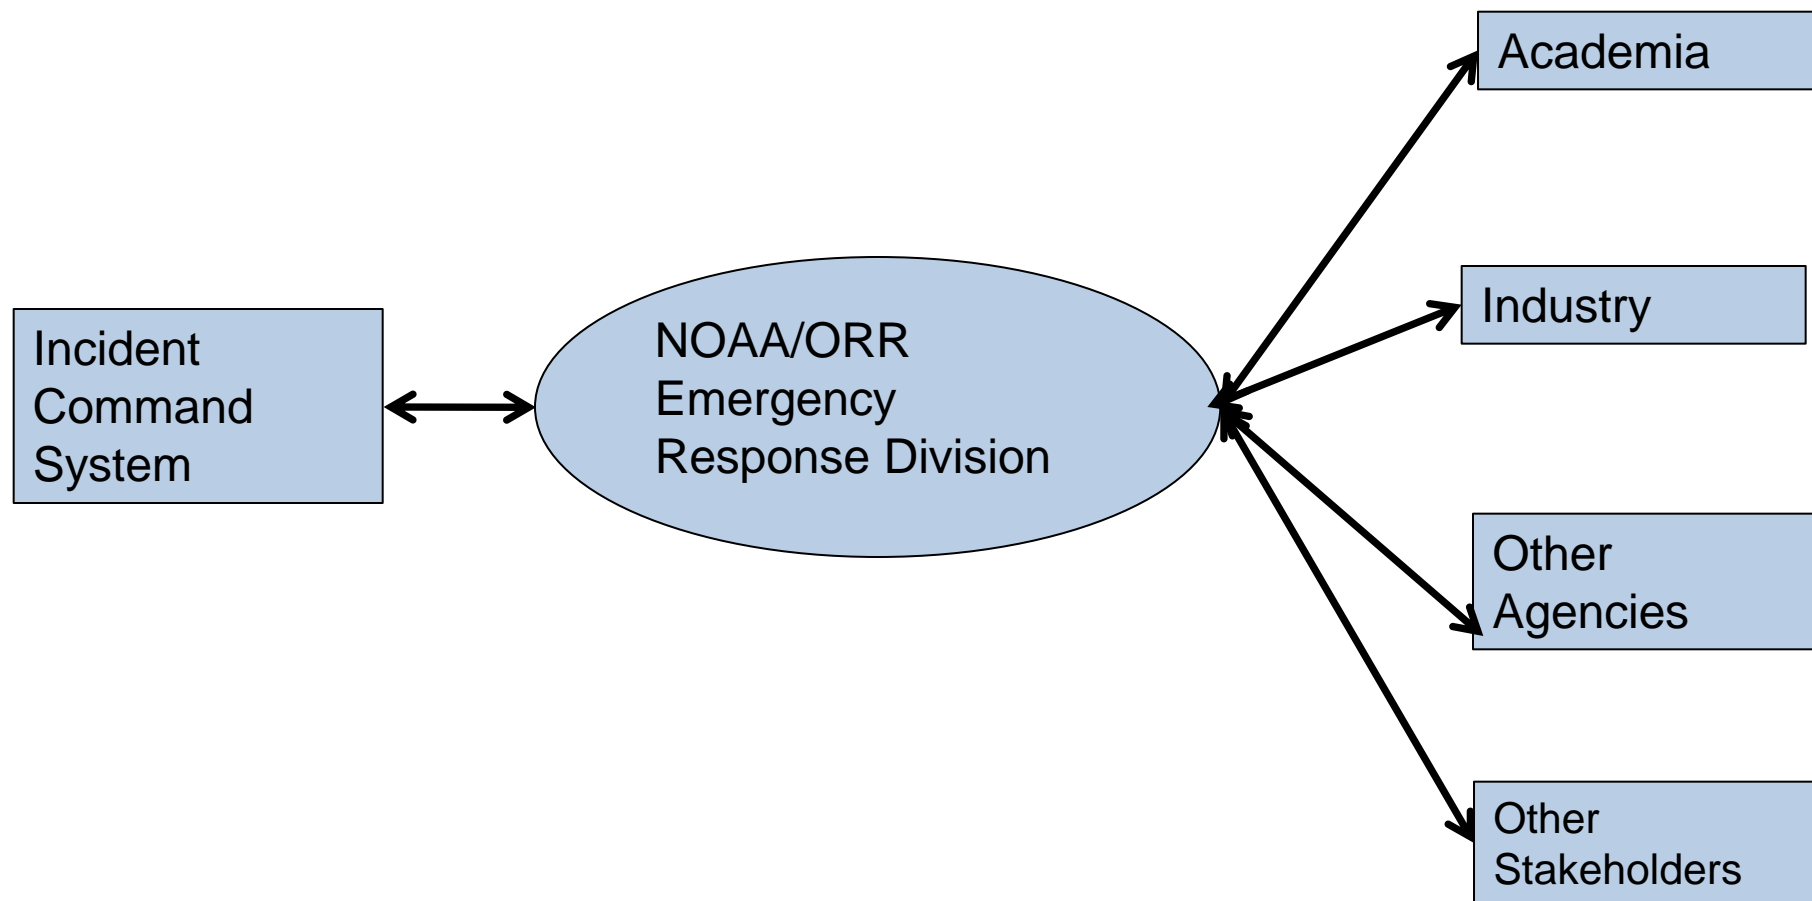 Incident
Command
System
NOAA/ORR
Emergency
Response Division
Academia
Industry
Other
Agencies
Other
Stakeholders